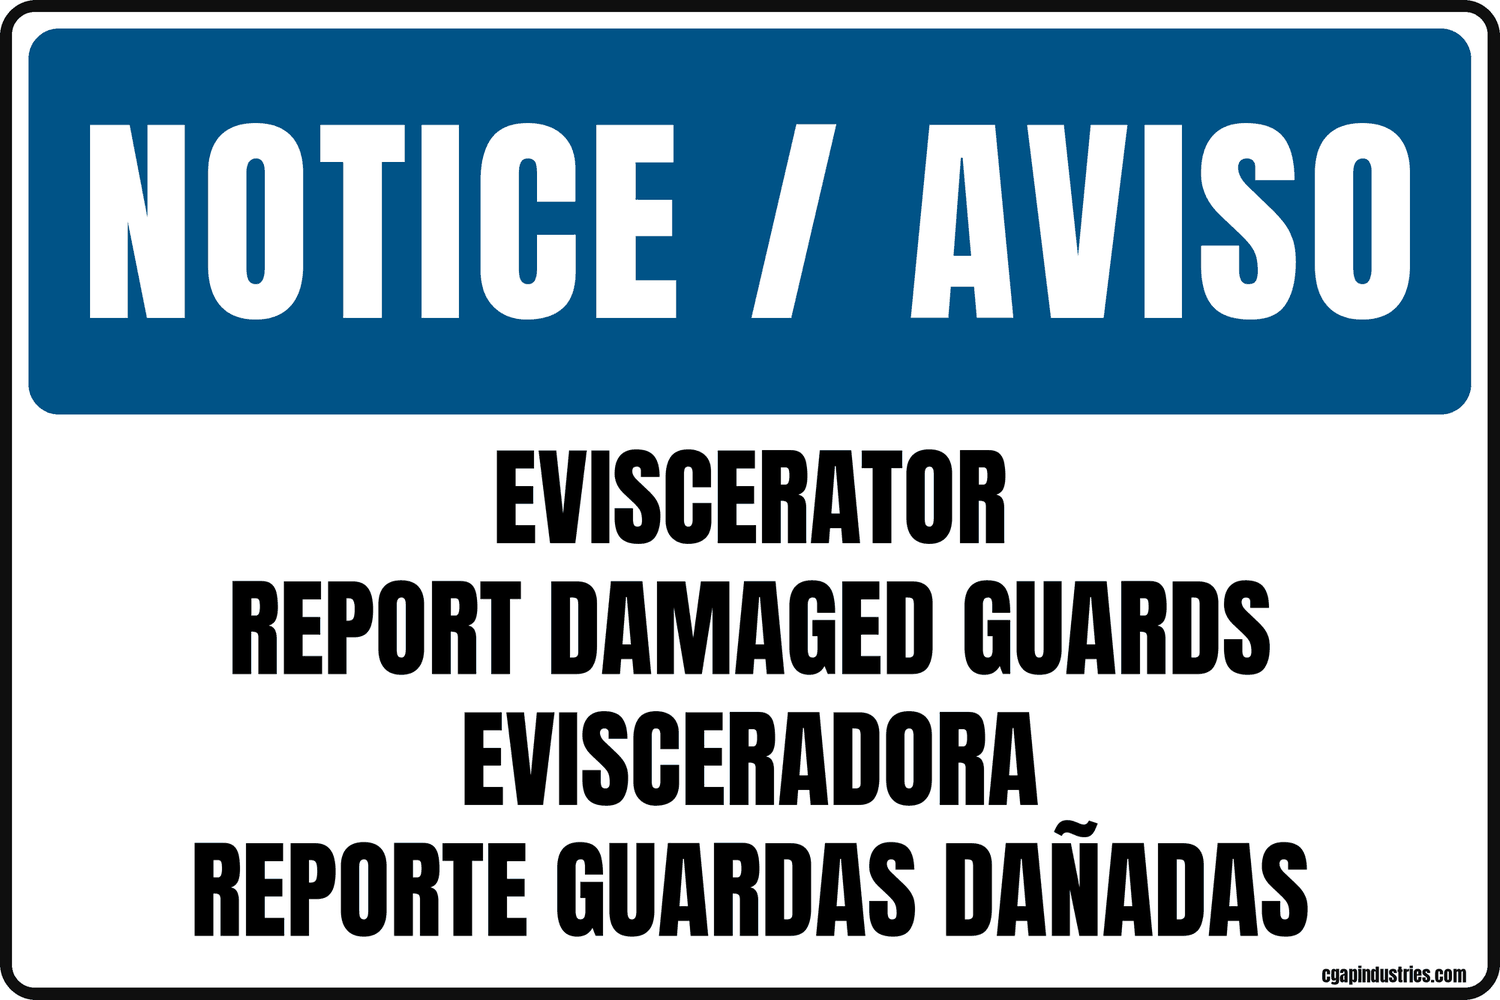 NOTICE / AVISO
EVISCERATOR
REPORT DAMAGED GUARDS
EVISCERADORA
REPORTE GUARDAS DAÑADAS
cgapindustries.com